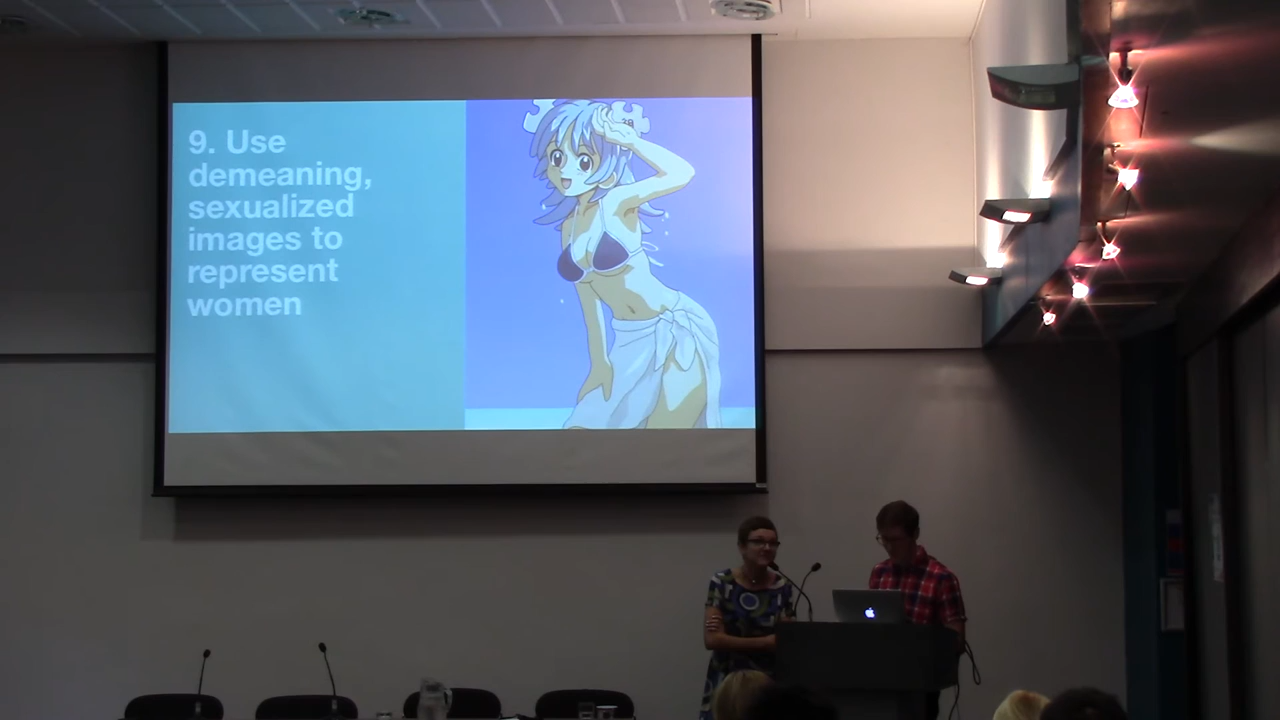 9. Use
demeaning,
sexualized
images to
represent
women